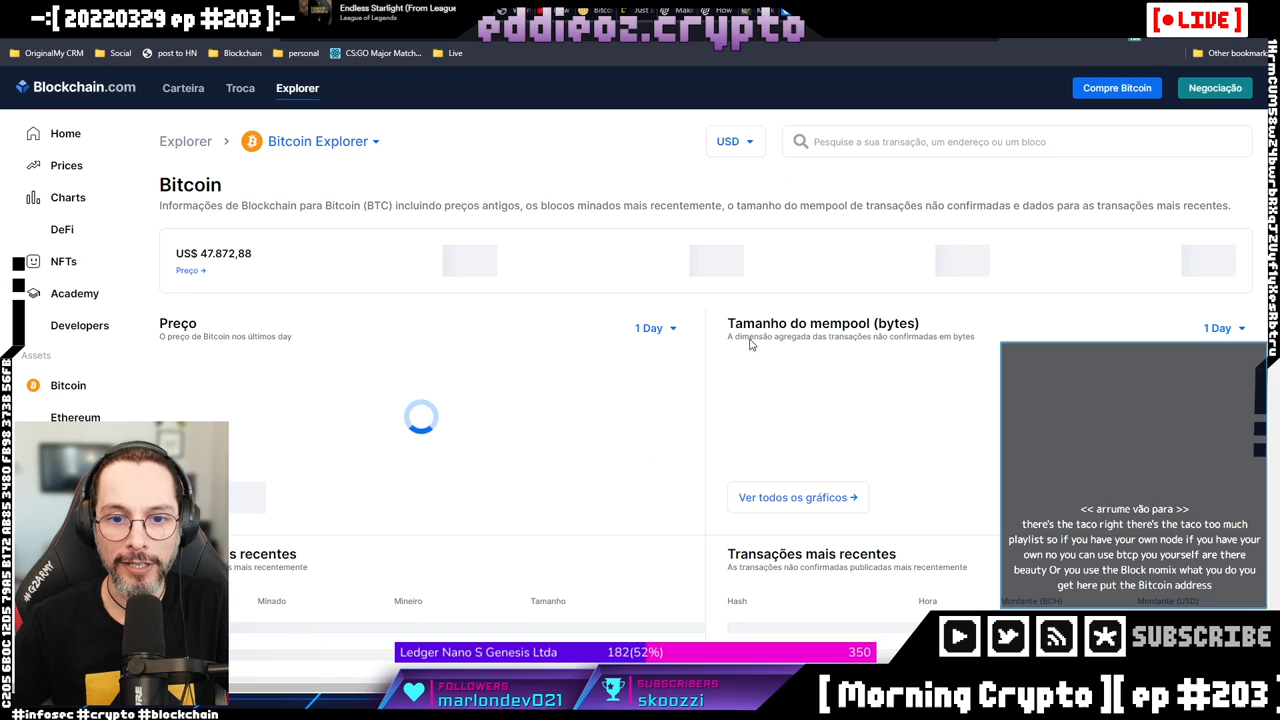 -:[ 20220329 ep #203 ]:-
Endless Starlight (From League
League of Legends
eddieoz.crypto
[● LIVE]
OriginalMy CRM
Social
post to HN
Blockchain
personal
CS:GO Major Match...
Live
Other bookmark
Blockchain.com
Carteira
Troca
Explorer
Compre Bitcoin
Negociação
Home
Prices
Charts
DeFi
NFTs
Academy
Developers
Assets
Bitcoin
Ethereum
Explorer > Bitcoin Explorer
USD
Pesquise a sua transação, um endereço ou um bloco
Bitcoin
Informações de Blockchain para Bitcoin (BTC) incluindo preços antigos, os blocos minados mais recentemente, o tamanho do mempool de transações não confirmadas e dados para as transações mais recentes.
US$ 47.872,88
Preço →
Preço
O preço de Bitcoin nos últimos day
1 Day
Tamanho do mempool (bytes)
A dimensão agregada das transações não confirmadas em bytes
1 Day
Ver todos os gráficos →
s recentes
s mais recentemente
Minado
Mineiro
Tamanho
Transações mais recentes
As transações não confirmadas publicadas mais recentemente
Hash
Hora
Montante (BCH)
Montante (USD)
<< arrume vão para >>
there's the taco right there's the taco too much
playlist so if you have your own node if you have your
own no you can use btcp you yourself are there
beauty Or you use the Block nomix what you do you
get here put the Bitcoin address
Ledger Nano S Genesis Ltda
182(52%)
350
FOLLOWERS
marlondev021
SUBSCRIBERS
skoozzi
SUBSCRIBE
[ Morning Crypto ][ ep #203 ]
#infosec #crypto #blockchain